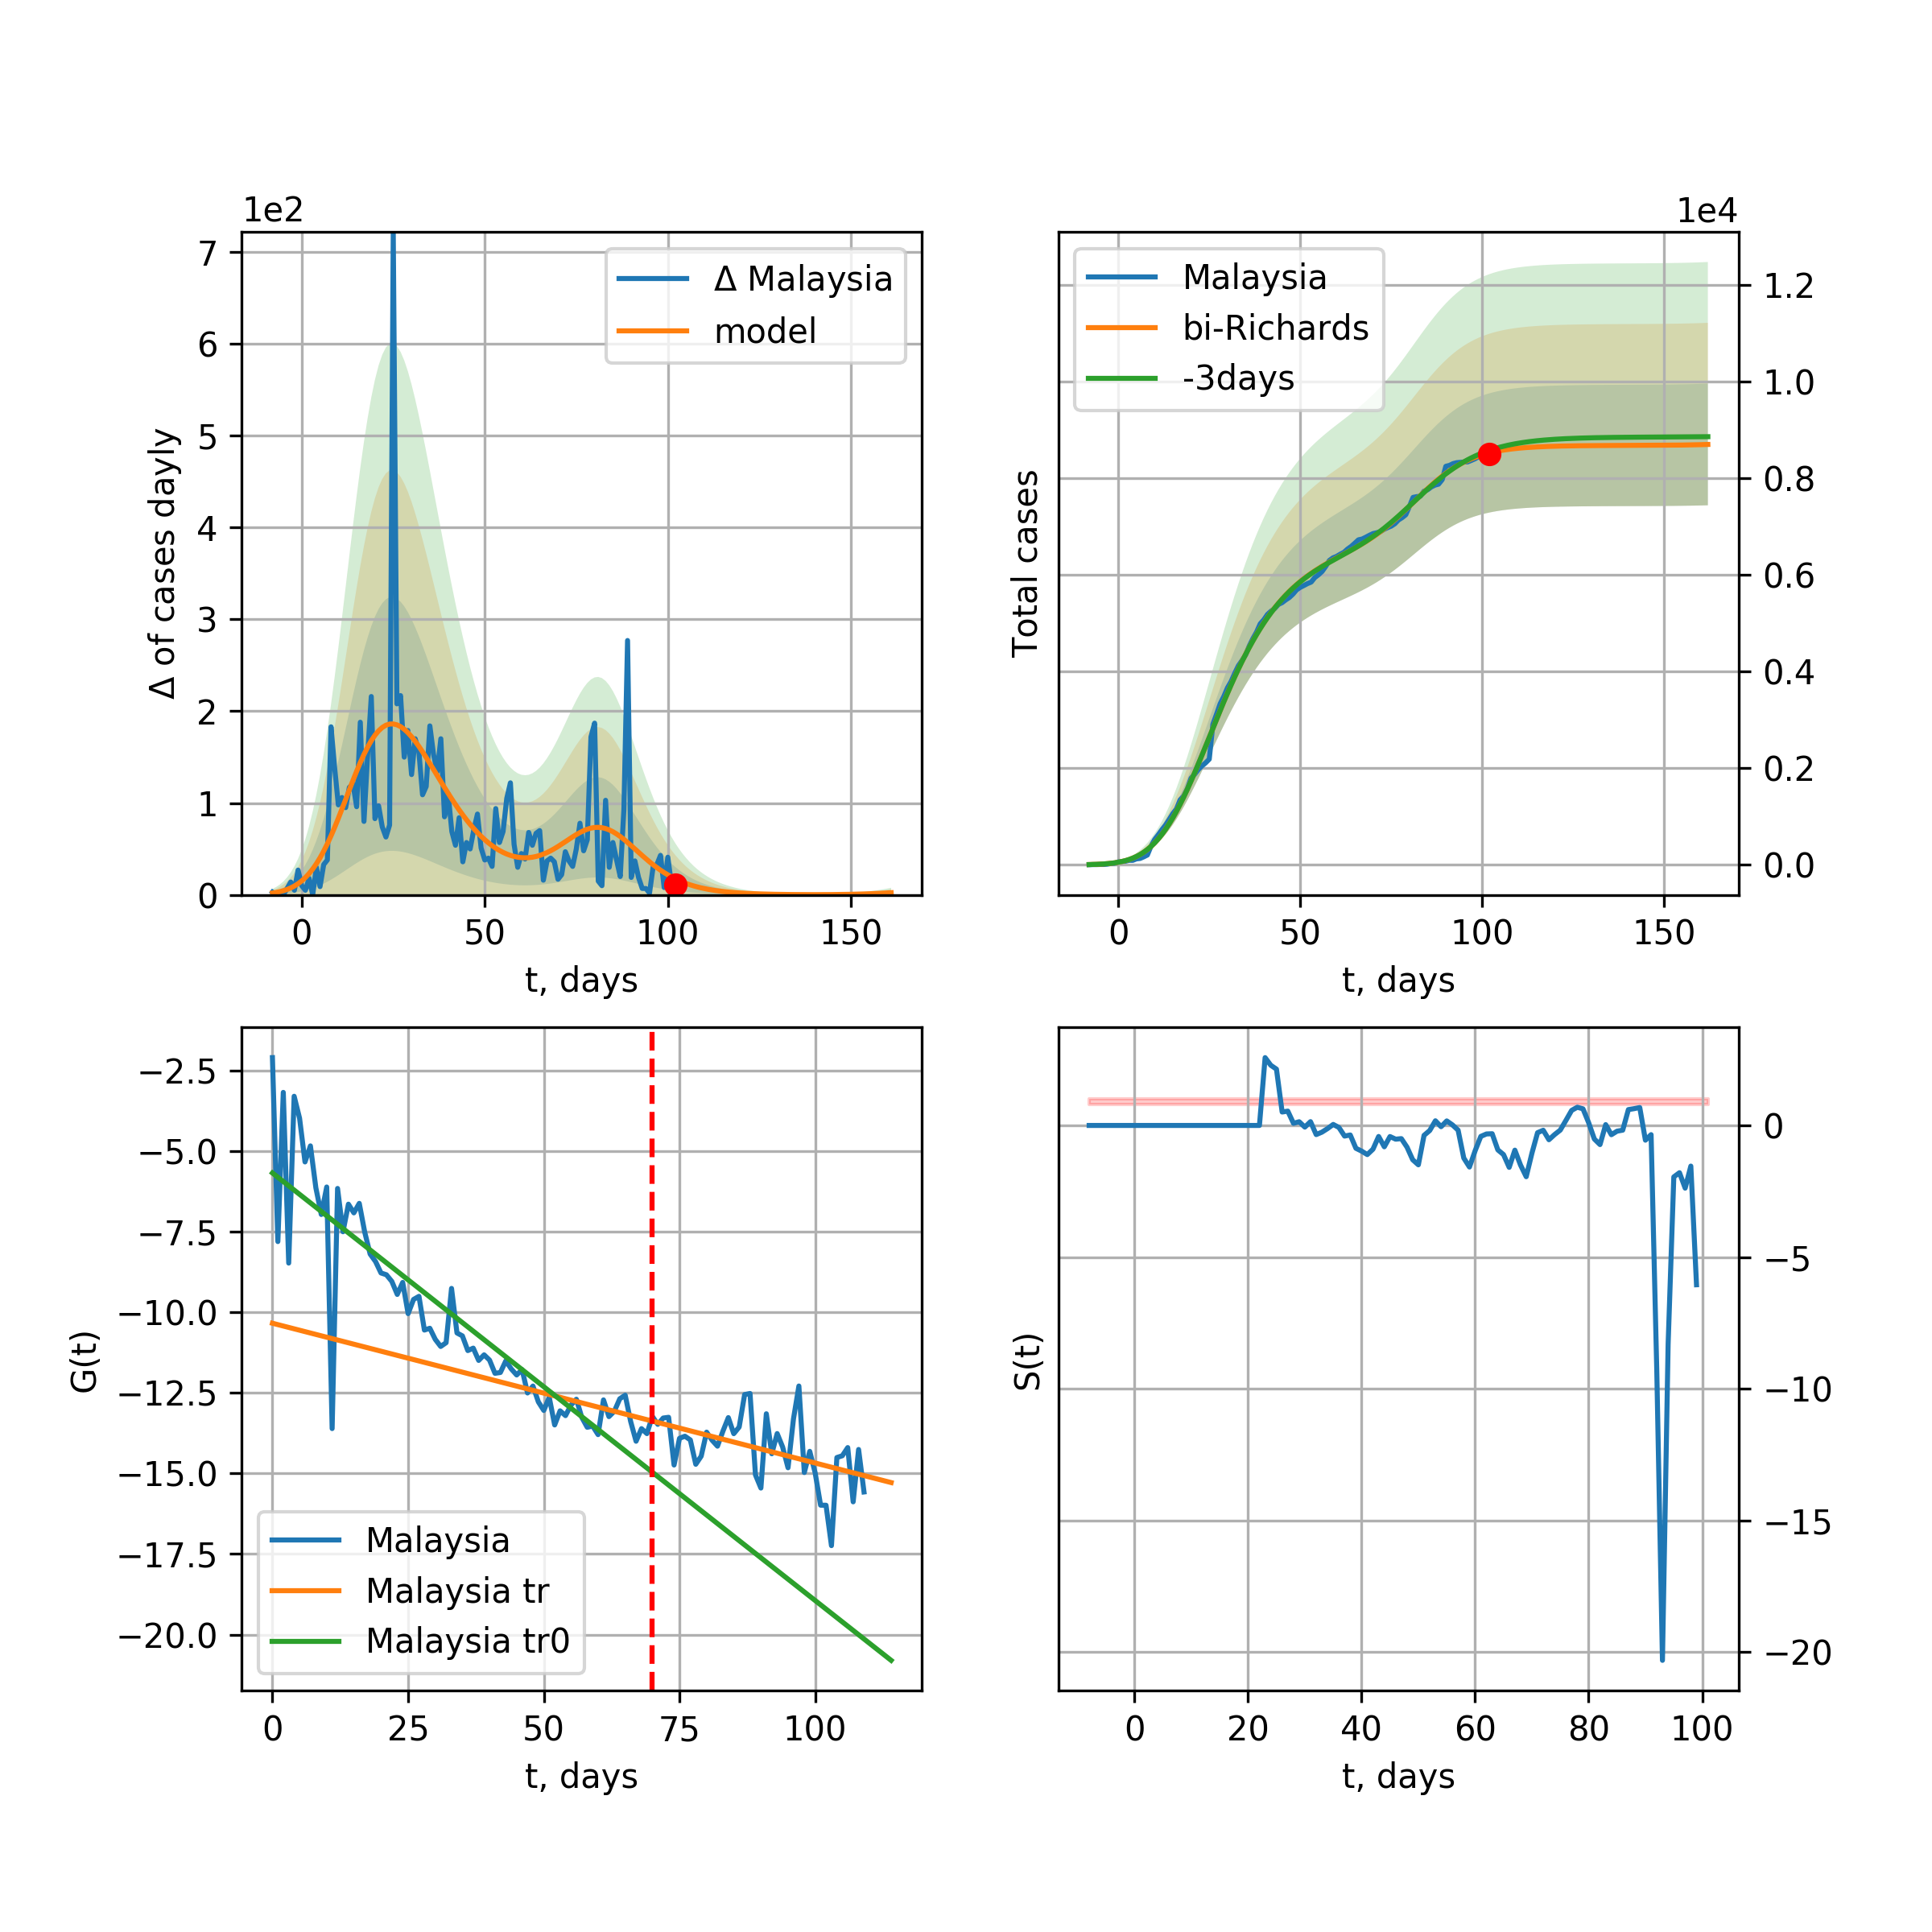 1e2
7
6
5
4
3
2
1
0
Δ of cases dayly
Δ Malaysia
model
0
50
100
150
t, days
1e4
Total cases
Malaysia
bi-Richards
-3days
1.2
1.0
0.8
0.6
0.4
0.2
0.0
0
50
100
150
t, days
−2.5
−5.0
−7.5
−10.0
−12.5
−15.0
−17.5
−20.0
G(t)
Malaysia
Malaysia tr
Malaysia tr0
0
25
50
75
100
t, days
S(t)
0
−5
−10
−15
−20
0
20
40
60
80
100
t, days